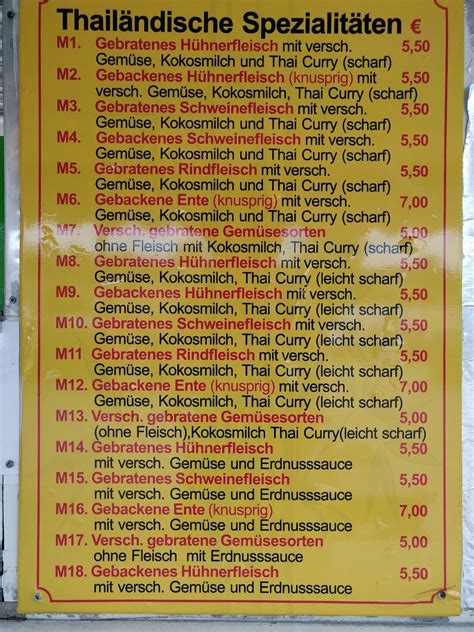 Thailändische Spezialitäten €
M1. Gebratenes Hühnerfleisch mit versch. 5,50
Gemüse, Kokosmilch und Thai Curry (scharf)
M2. Gebackenes Hühnerfleisch (knusprig) mit 5,50
versch. Gemüse, Kokosmilch, Thai Curry (scharf)
M3. Gebratenes Schweinefleisch mit versch. 5,50
Gemüse, Kokosmilch und Thai Curry (scharf)
M4. Gebackenes Schweinefleisch mit versch. 5,50
Gemüse, Kokosmilch und Thai Curry (scharf)
M5. Gebratenes Rindfleisch mit versch. 5,50
Gemüse, Kokosmilch und Thai Curry (scharf)
M6. Gebackene Ente (knusprig) mit versch. 7,00
Gemüse, Kokosmilch und Thai Curry (scharf)
M7. Versch. gebratene Gemüsesorten 5,00
ohne Fleisch mit Kokosmilch, Thai Curry (scharf)
M8. Gebratenes Hühnerfleisch mit versch. 5,50
Gemüse, Kokosmilch, Thai Curry (leicht scharf)
M9. Gebackenes Hühnerfleisch mit versch. 5,50
Gemüse, Kokosmilch, Thai Curry (leicht scharf)
M10. Gebratenes Schweinefleisch mit versch. 5,50
Gemüse, Kokosmilch, Thai Curry (leicht scharf)
M11 Gebratenes Rindfleisch mit versch. 5,50
Gemüse, Kokosmilch, Thai Curry (leicht scharf)
M12. Gebackene Ente (knusprig) mit versch. 7,00
Gemüse, Kokosmilch, Thai Curry (leicht scharf)
M13. Versch. gebratene Gemüsesorten 5,00
(ohne Fleisch),Kokosmilch Thai Curry(leicht scharf)
M14. Gebratenes Hühnerfleisch 5,50
mit versch. Gemüse und Erdnusssauce
M15. Gebratenes Schweinefleisch 5,50
mit versch. Gemüse und Erdnusssauce
M16. Gebackene Ente (knusprig) 7,00
mit versch. Gemüse und Erdnusssauce
M17. Versch. gebratene Gemüsesorten 5,00
ohne Fleisch mit Erdnusssauce
M18. Gebackenes Hühnerfleisch 5,50
mit versch. Gemüse und Erdnusssauce